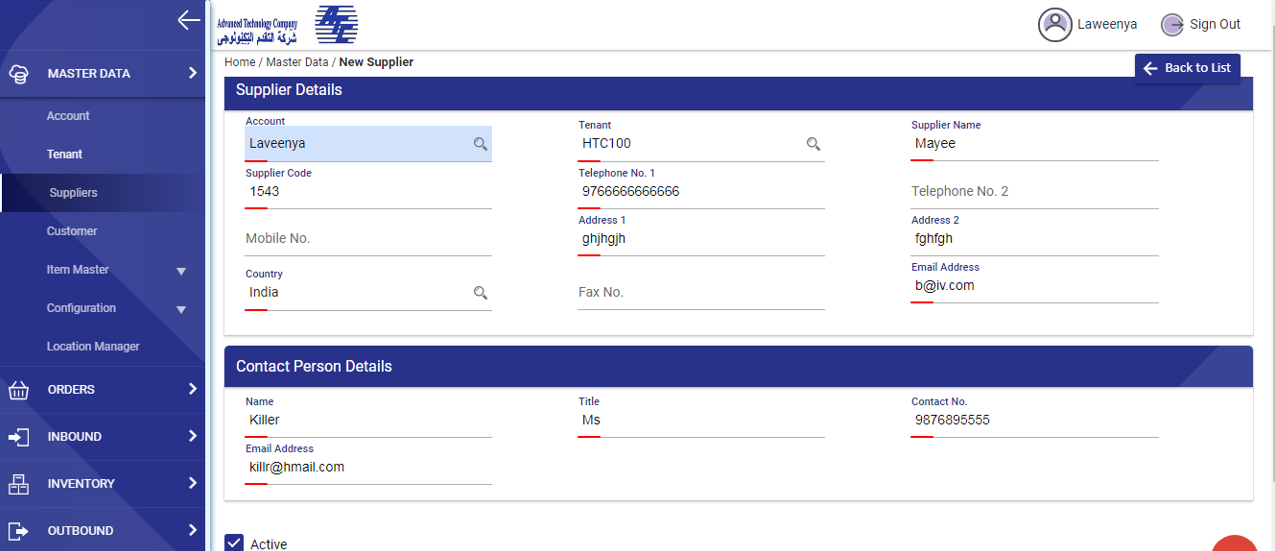 Advanced Technology Company
شركة التقدم التكنولوجي
ATC
Laweenya
Sign Out
MASTER DATA
Account
Tenant
Suppliers
Customer
Item Master
Configuration
Location Manager
ORDERS
INBOUND
INVENTORY
OUTBOUND
Home / Master Data / New Supplier
Back to List
Supplier Details
Account
Laveenya
Tenant
HTC100
Supplier Name
Mayee
Supplier Code
1543
Telephone No. 1
9766666666666
Telephone No. 2
Mobile No.
Address 1
ghjhgjh
Address 2
fghfgh
Country
India
Fax No.
Email Address
b@iv.com
Contact Person Details
Name
Killer
Title
Ms
Contact No.
9876895555
Email Address
killr@hmail.com
Active